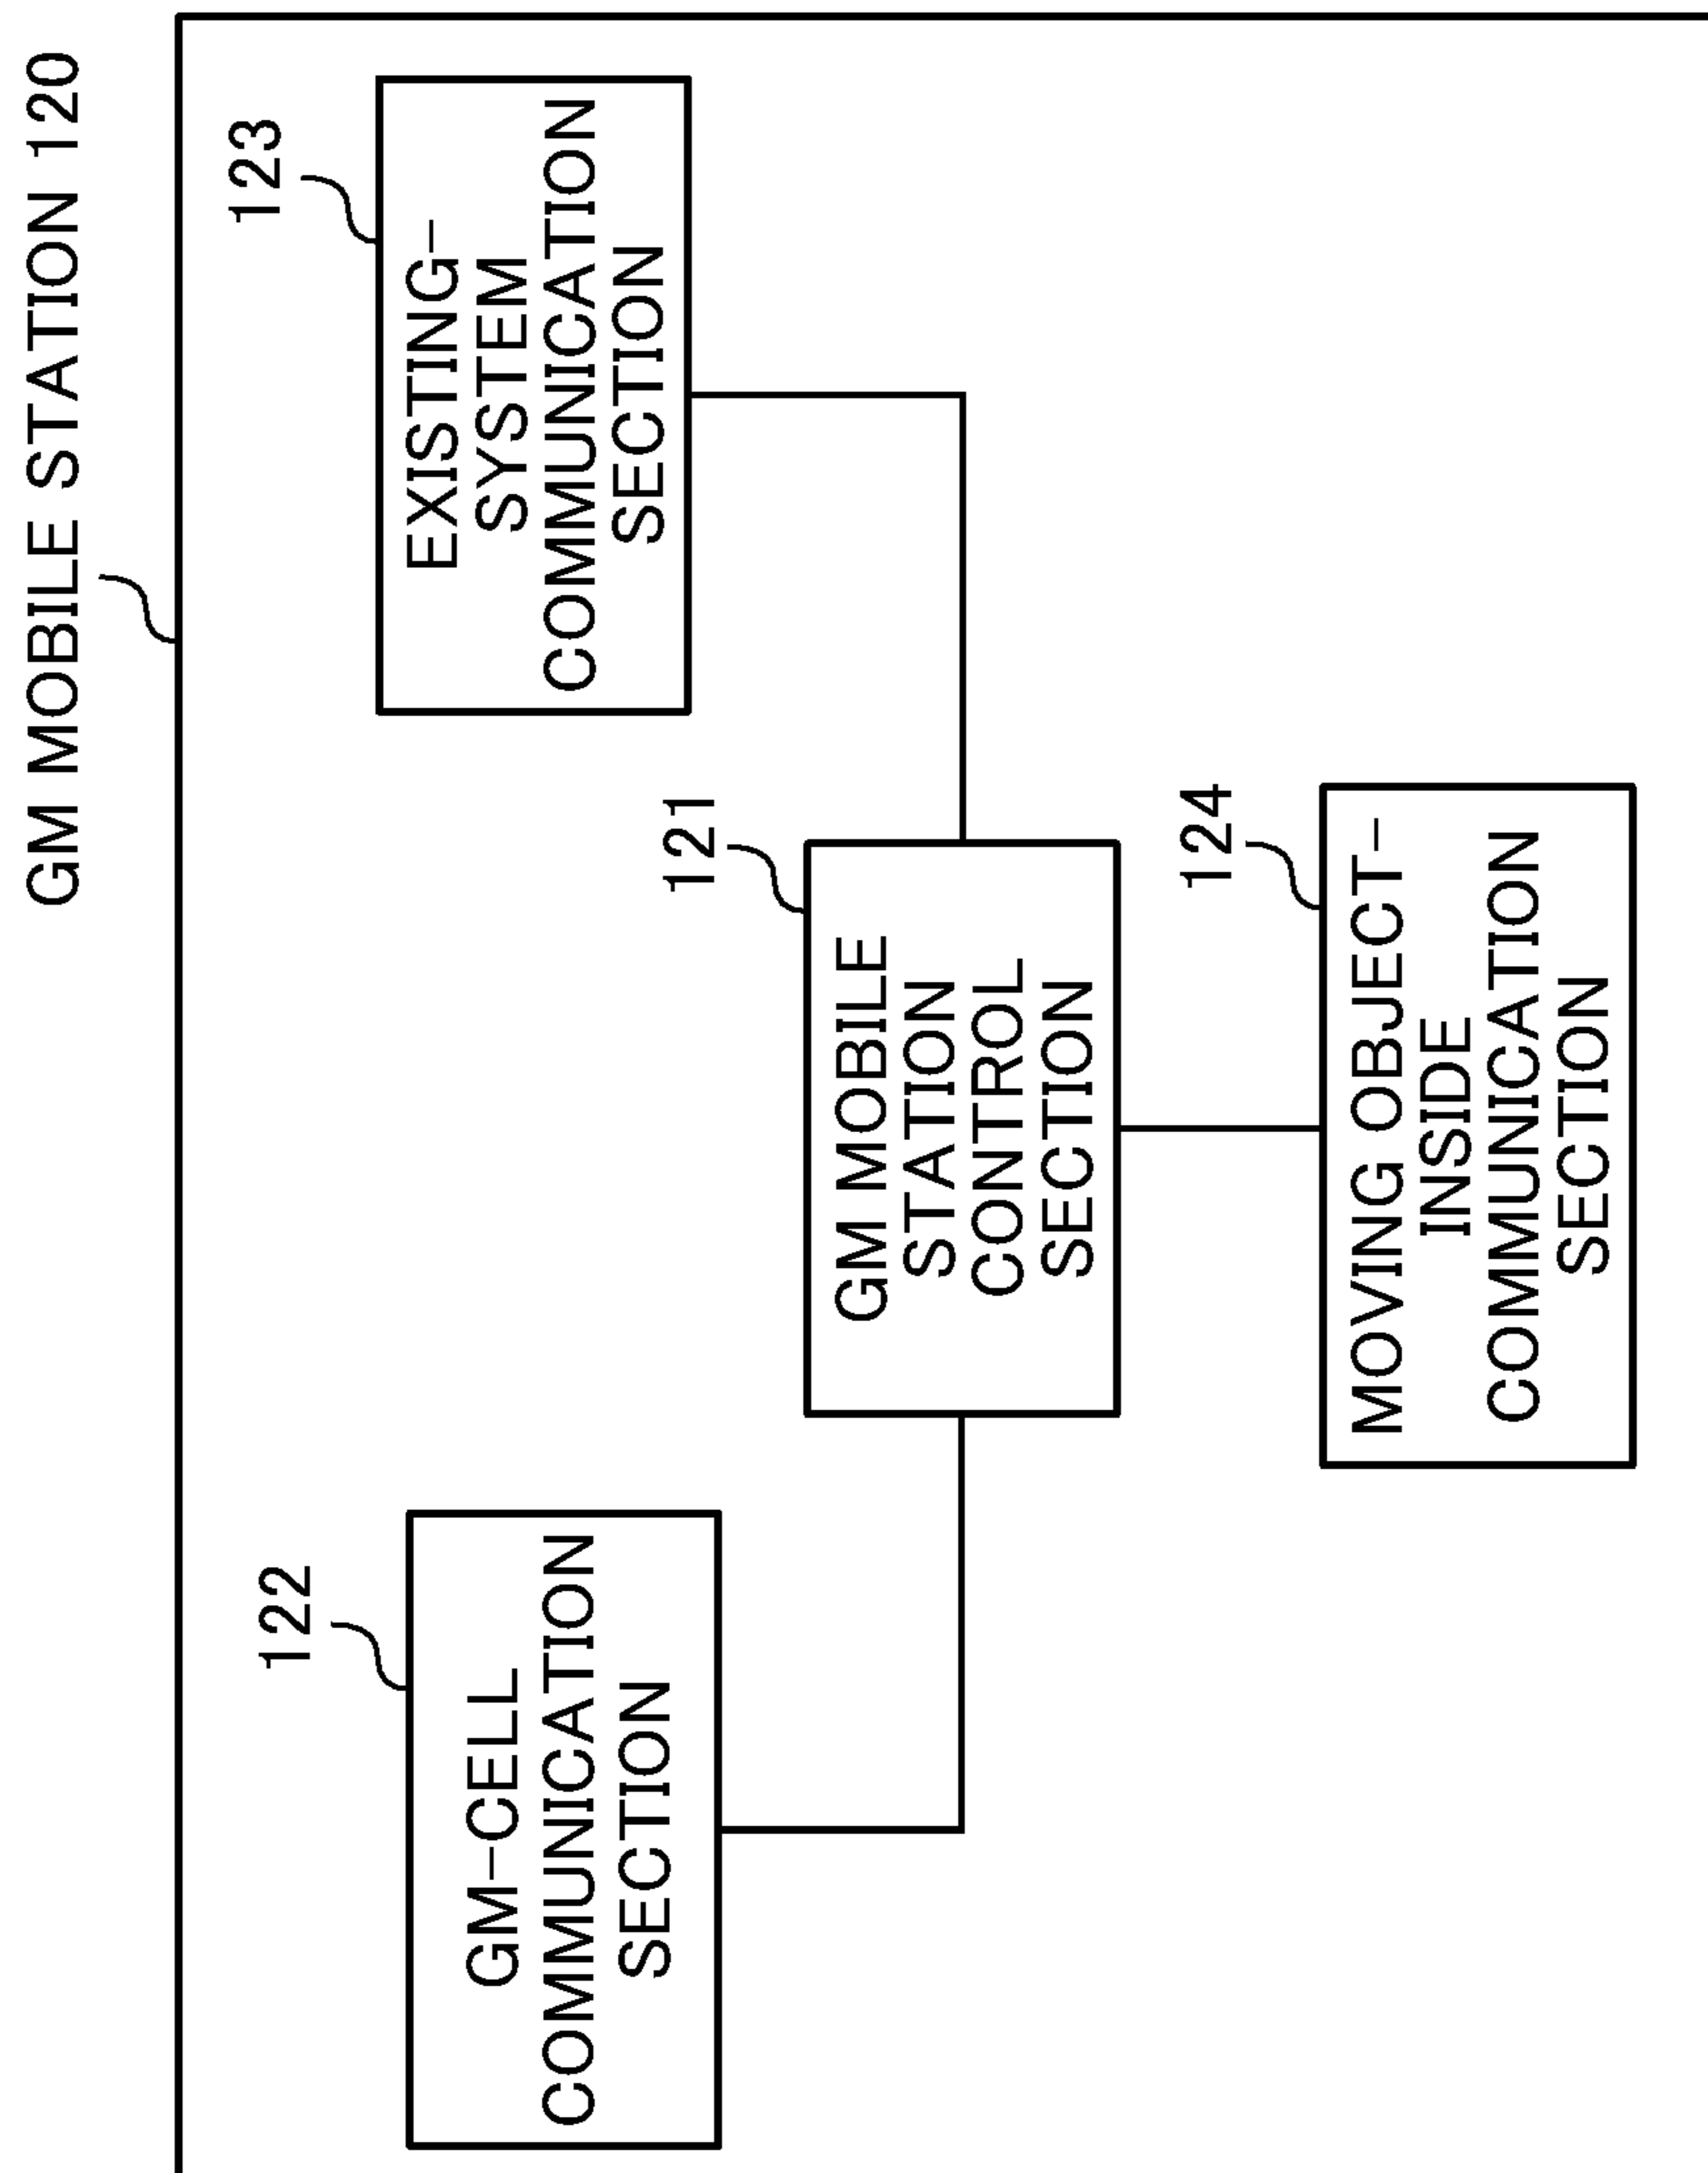 GM MOBILE STATION 120
122
GM-CELL
COMMUNICATION
SECTION
123
EXISTING-
SYSTEM
COMMUNICATION
SECTION
121
GM MOBILE
STATION
CONTROL
SECTION
124
MOVING OBJECT-
INSIDE
COMMUNICATION
SECTION